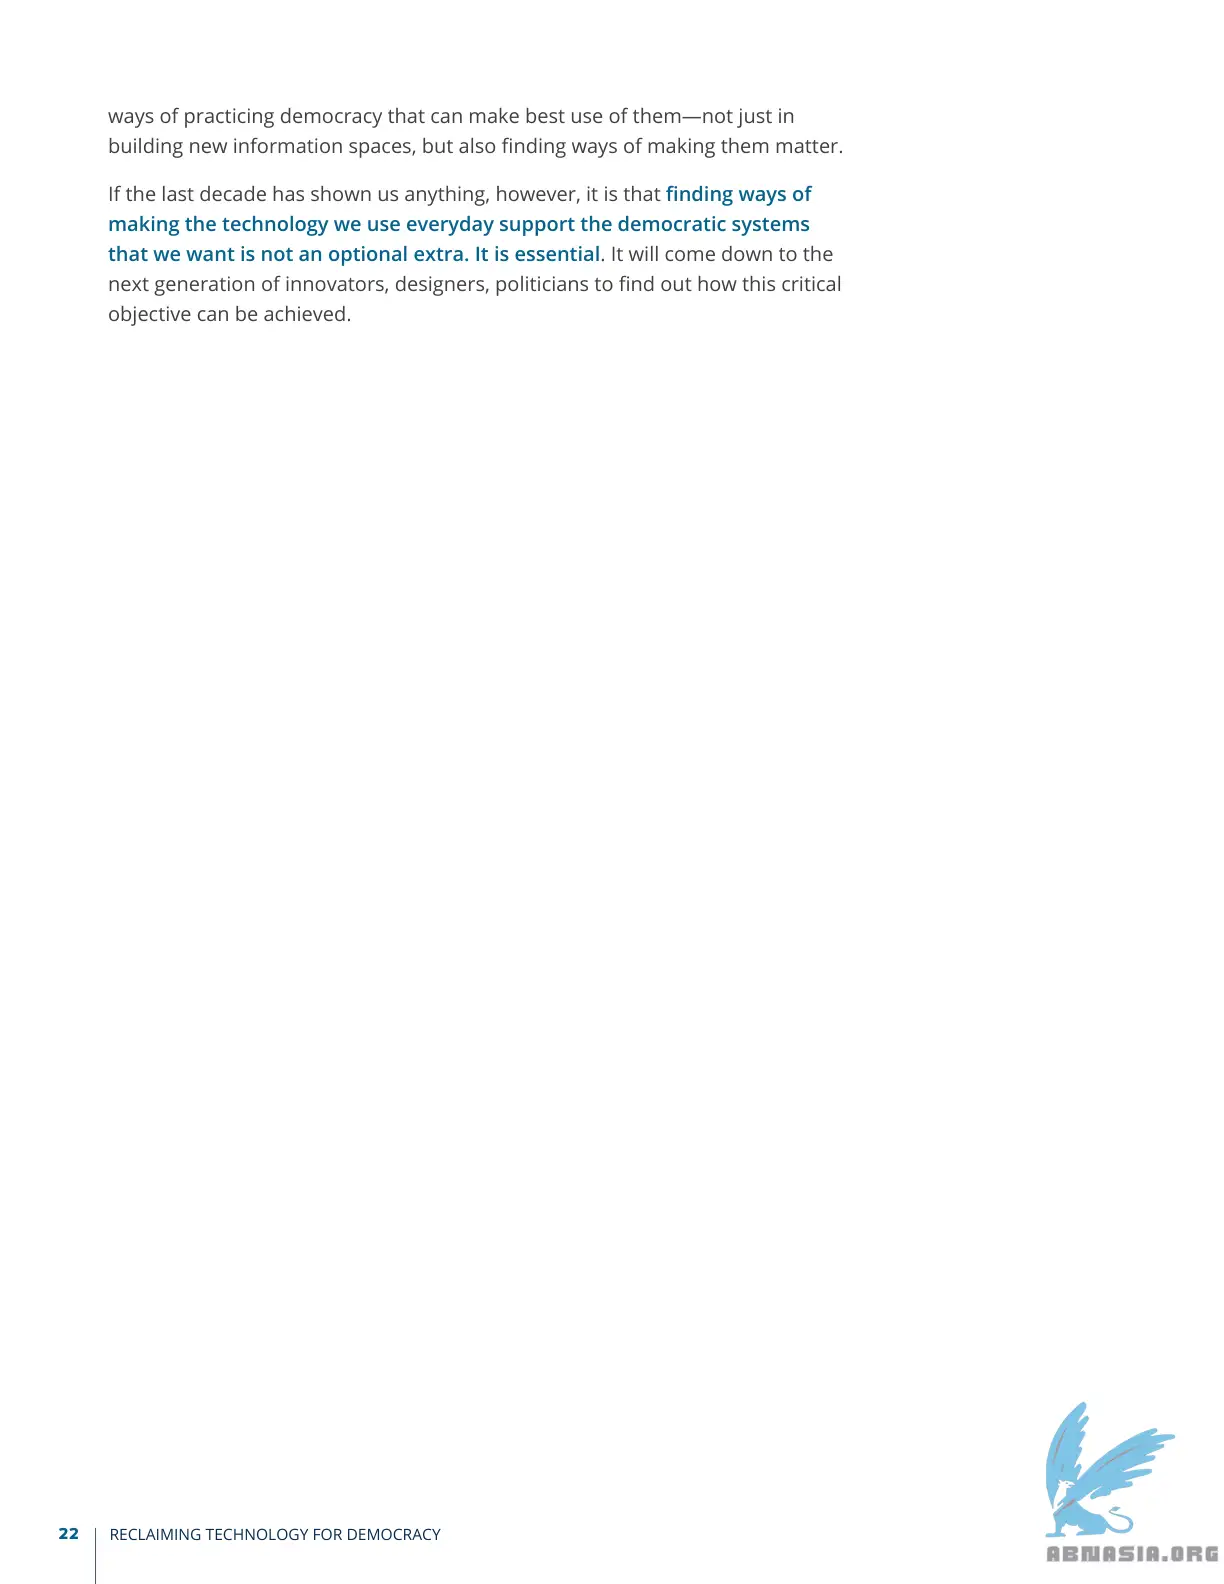 ways of practicing democracy that can make best use of them—not just in
building new information spaces, but also finding ways of making them matter.
If the last decade has shown us anything, however, it is that finding ways of
making the technology we use everyday support the democratic systems
that we want is not an optional extra. It is essential. It will come down to the
next generation of innovators, designers, politicians to find out how this critical
objective can be achieved.
22 RECLAIMING TECHNOLOGY FOR DEMOCRACY
ABNASIA.ORG